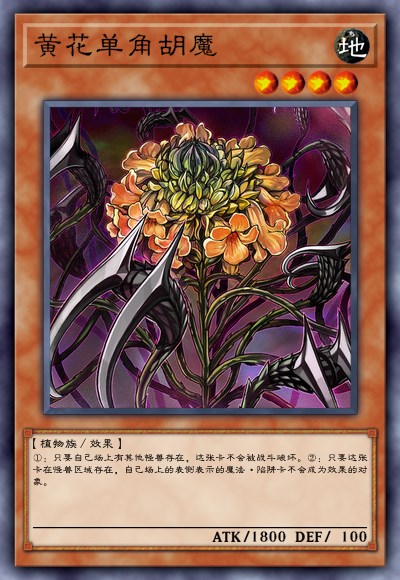 黄花单角胡魔
地
【植物族／效果】
①：只要自己场上有其他怪兽存在，这张卡不会被战斗破坏。②：只要这张
卡在怪兽区域存在，自己场上的表侧表示的魔法·陷阱卡不会成为效果的对
象。
ATK/1800 DEF/ 100